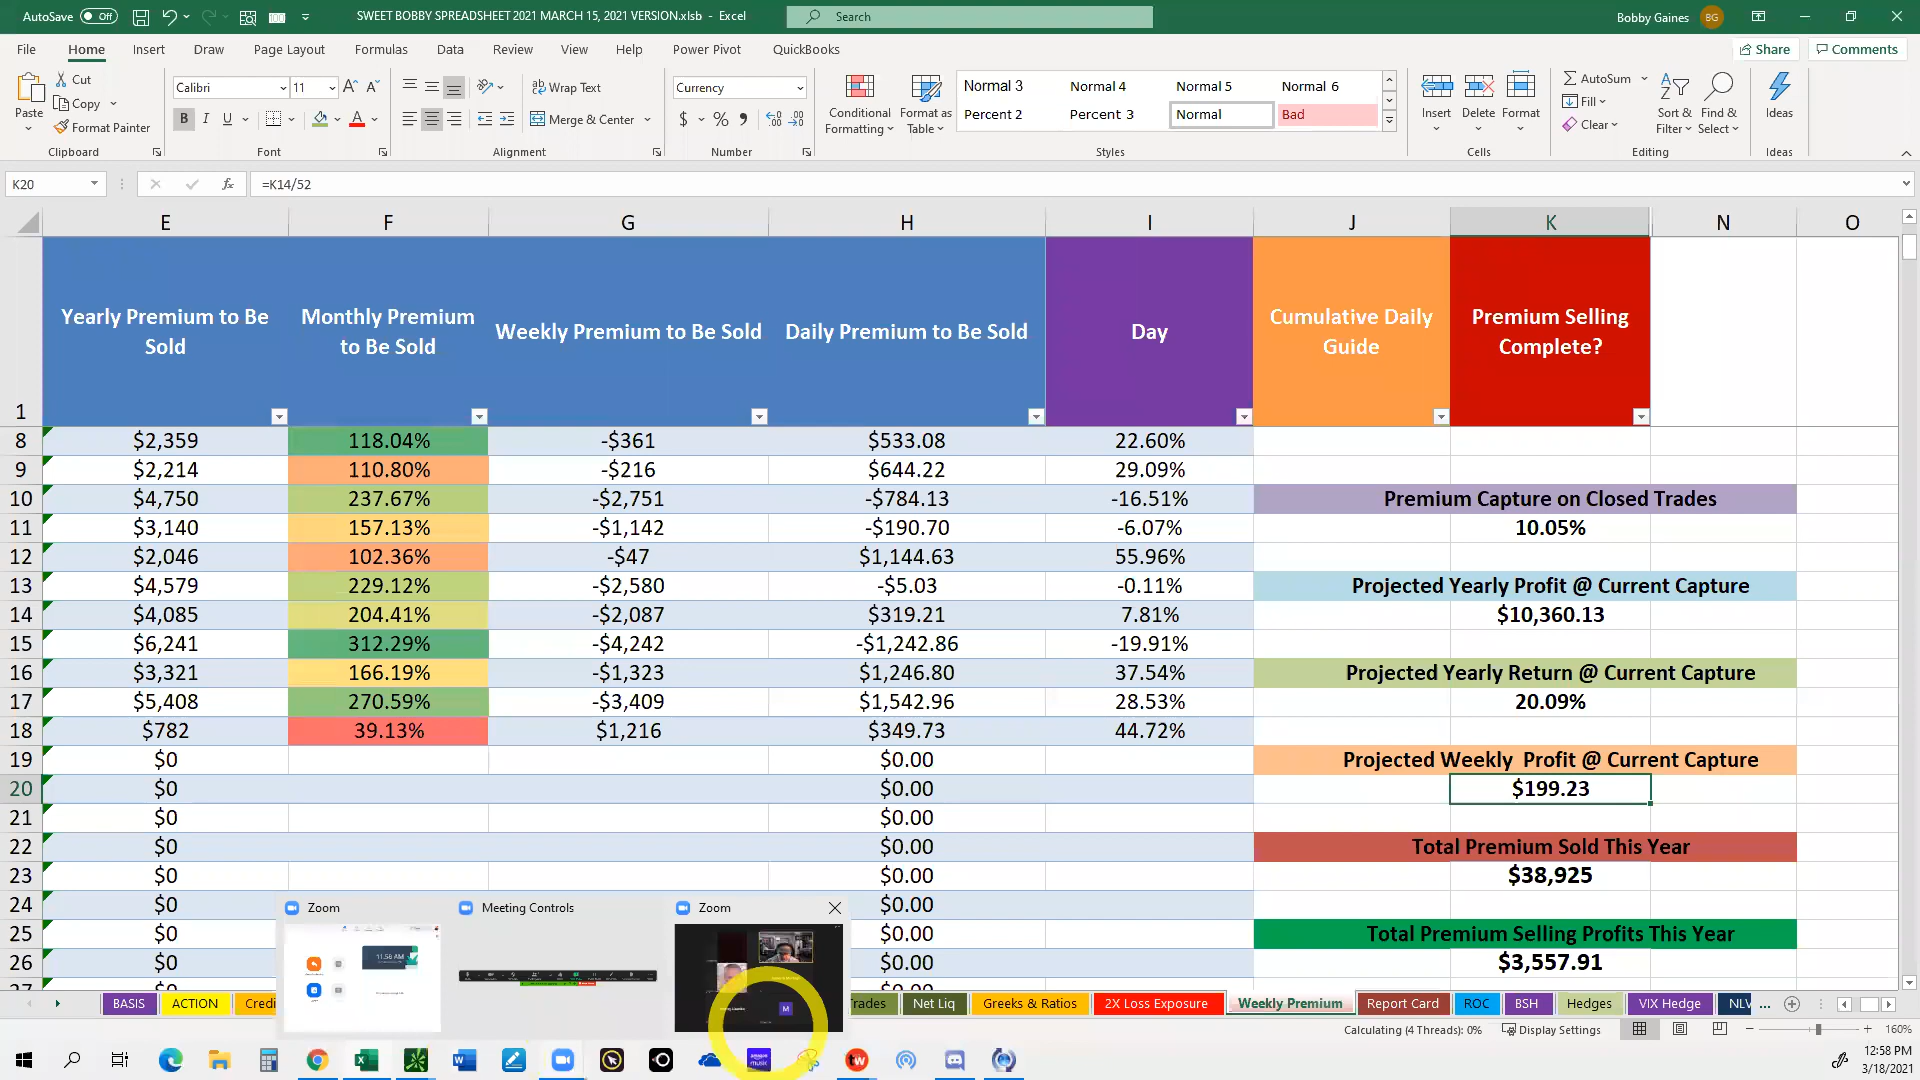 AutoSave Off SWEET BOBBY SPREADSHEET 2021 MARCH 15, 2021 VERSION.xlsb - Excel Search Bobby Gaines BG
File Home Insert Draw Page Layout Formulas Data Review View Help Power Pivot QuickBooks Share Comments
Paste Cut Copy Format Painter
Clipboard
Calibri 11
B I U
Font
Wrap Text
Merge & Center
Alignment
Currency
$ %
Number
Conditional Formatting
Format as Table
Normal 3 Normal 4 Normal 5 Normal 6
Percent 2 Percent 3 Normal Bad
Styles
Insert Delete Format
Cells
AutoSum
Fill
Clear
Sort & Filter
Find & Select
Editing
Ideas
Ideas
K20 fx =K14/52
E F G H I J K N O
1 Yearly Premium to Be Sold Monthly Premium to Be Sold Weekly Premium to Be Sold Daily Premium to Be Sold Day Cumulative Daily Guide Premium Selling Complete?
8 $2,359 118.04% -$361 $533.08 22.60%
9 $2,214 110.80% -$216 $644.22 29.09%
10 $4,750 237.67% -$2,751 -$784.13 -16.51% Premium Capture on Closed Trades
11 $3,140 157.13% -$1,142 -$190.70 -6.07% 10.05%
12 $2,046 102.36% -$47 $1,144.63 55.96%
13 $4,579 229.12% -$2,580 -$5.03 -0.11% Projected Yearly Profit @ Current Capture
14 $4,085 204.41% -$2,087 $319.21 7.81% $10,360.13
15 $6,241 312.29% -$4,242 -$1,242.86 -19.91%
16 $3,321 166.19% -$1,323 $1,246.80 37.54% Projected Yearly Return @ Current Capture
17 $5,408 270.59% -$3,409 $1,542.96 28.53% 20.09%
18 $782 39.13% $1,216 $349.73 44.72%
19 $0 $0.00 Projected Weekly Profit @ Current Capture
20 $0 $0.00 $199.23
21 $0 $0.00
22 $0 $0.00 Total Premium Sold This Year
23 $0 $0.00 $38,925
24 $0 $0.00
25 $0 $0.00 Total Premium Selling Profits This Year
26 $0 $0.00 $3,557.91
Zoom Meeting Controls Zoom
11:58 AM
M
BASIS ACTION Credi rades Net Liq Greeks & Ratios 2X Loss Exposure Weekly Premium Report Card ROC BSH Hedges VIX Hedge NLV ...
Calculating (4 Threads): 0% Display Settings 160%
12:58 PM
3/18/2021